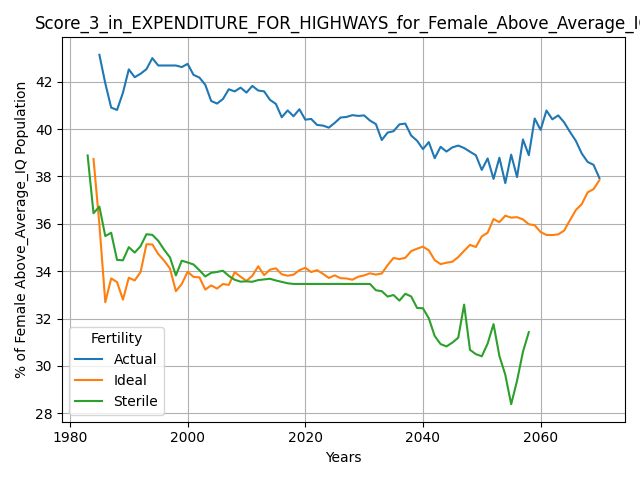 Score_3_in_EXPENDITURE_FOR_HIGHWAYS_for_Female_Above_Average_I
% of Female Above_Average_IQ Population
42
40
38
36
34
32
30
28
Fertility
Actual
Ideal
Sterile
1980
2000
2020
2040
2060
Years